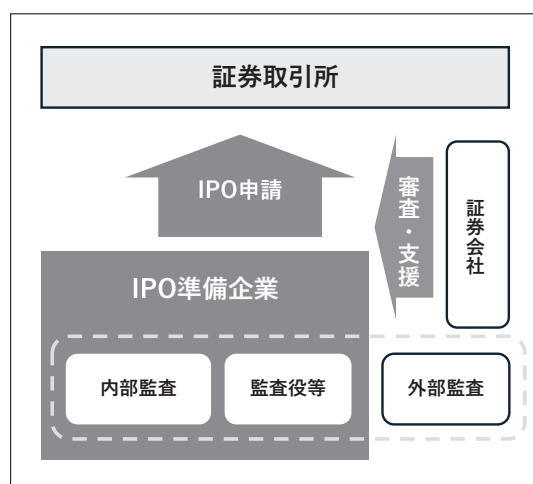 証券取引所
IPO申請
審査・支援
証券会社
IPO準備企業
内部監査
監査役等
外部監査